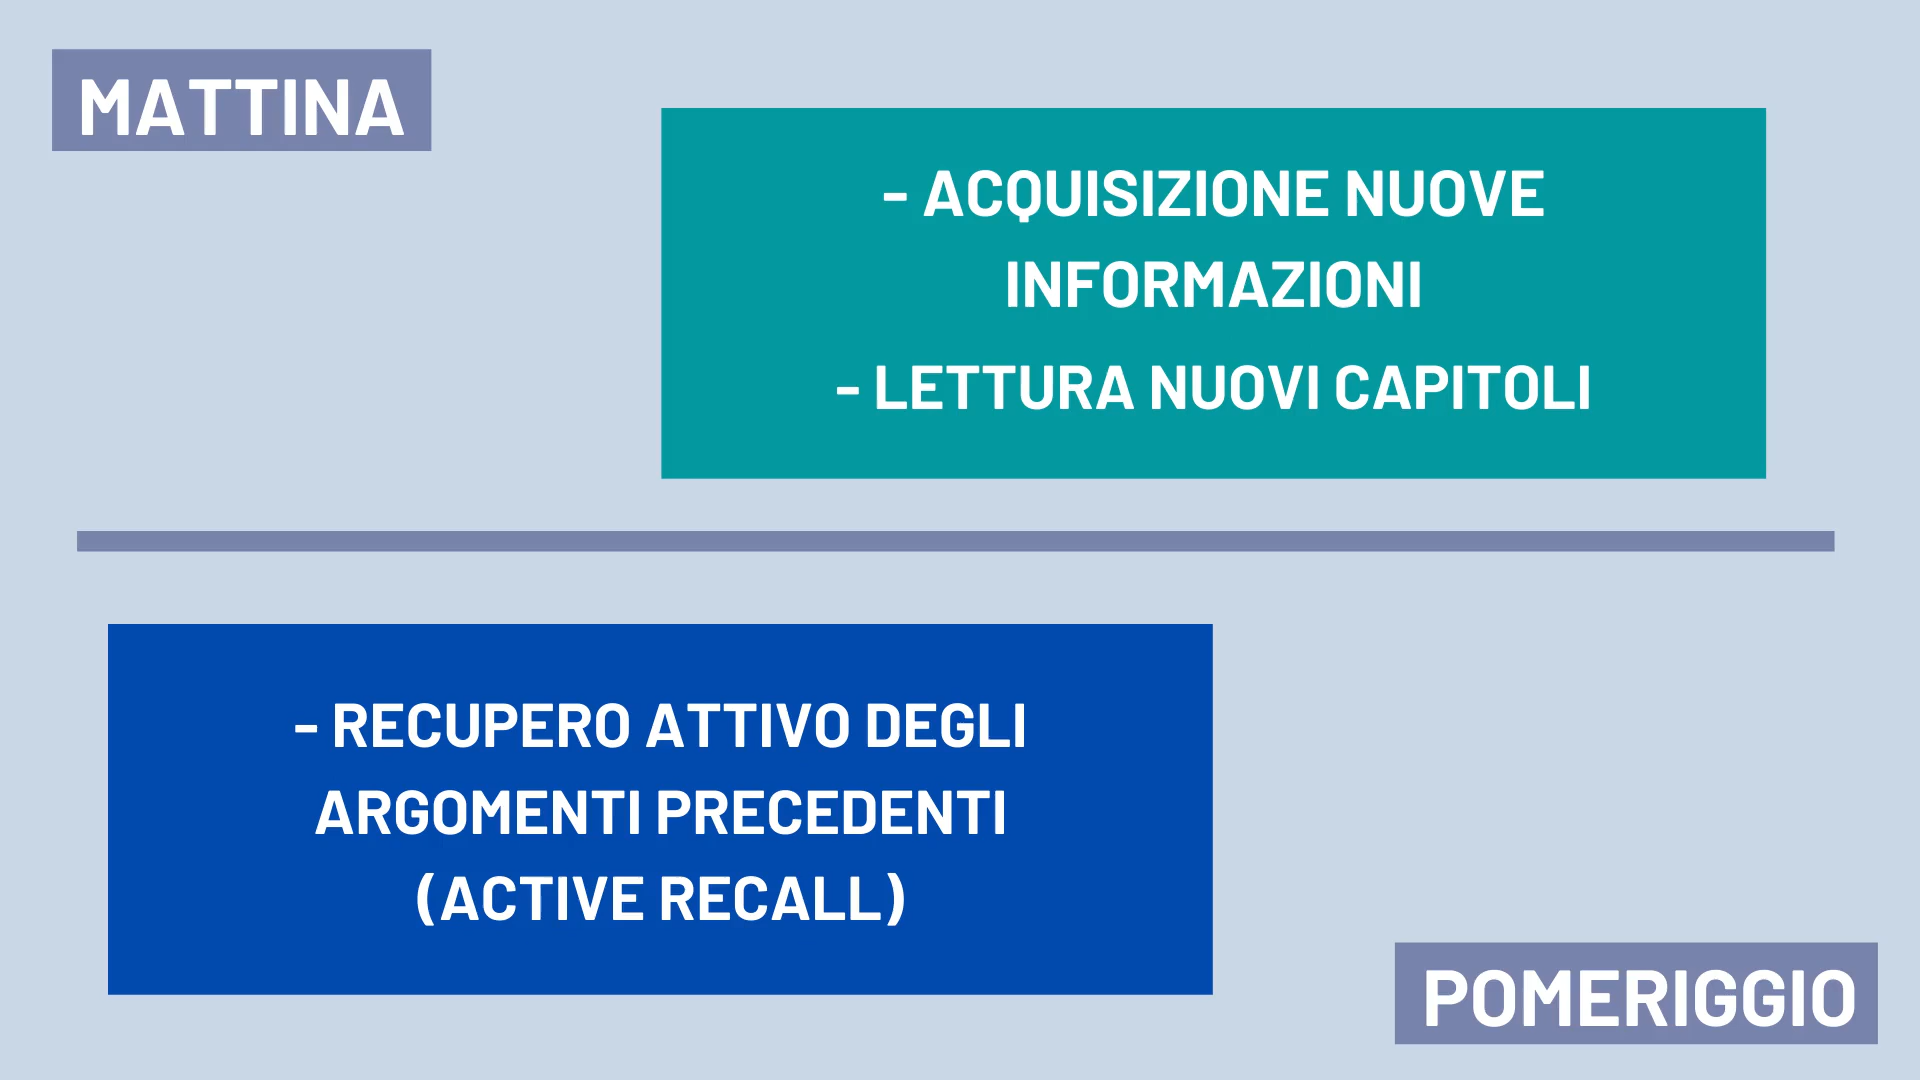 MATTINA
- ACQUISIZIONE NUOVE
INFORMAZIONI
- LETTURA NUOVI CAPITOLI
- RECUPERO ATTIVO DEGLI
ARGOMENTI PRECEDENTI
(ACTIVE RECALL)
POMERIGGIO